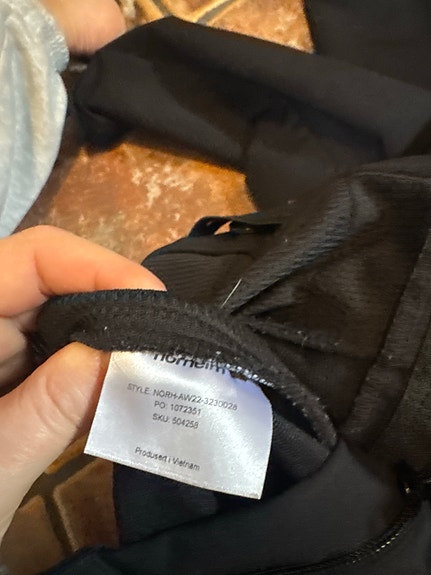 STYLE: NORH-AW22-3230028
PO: 1072351
SKU: 504258
Produsert i Vietnam